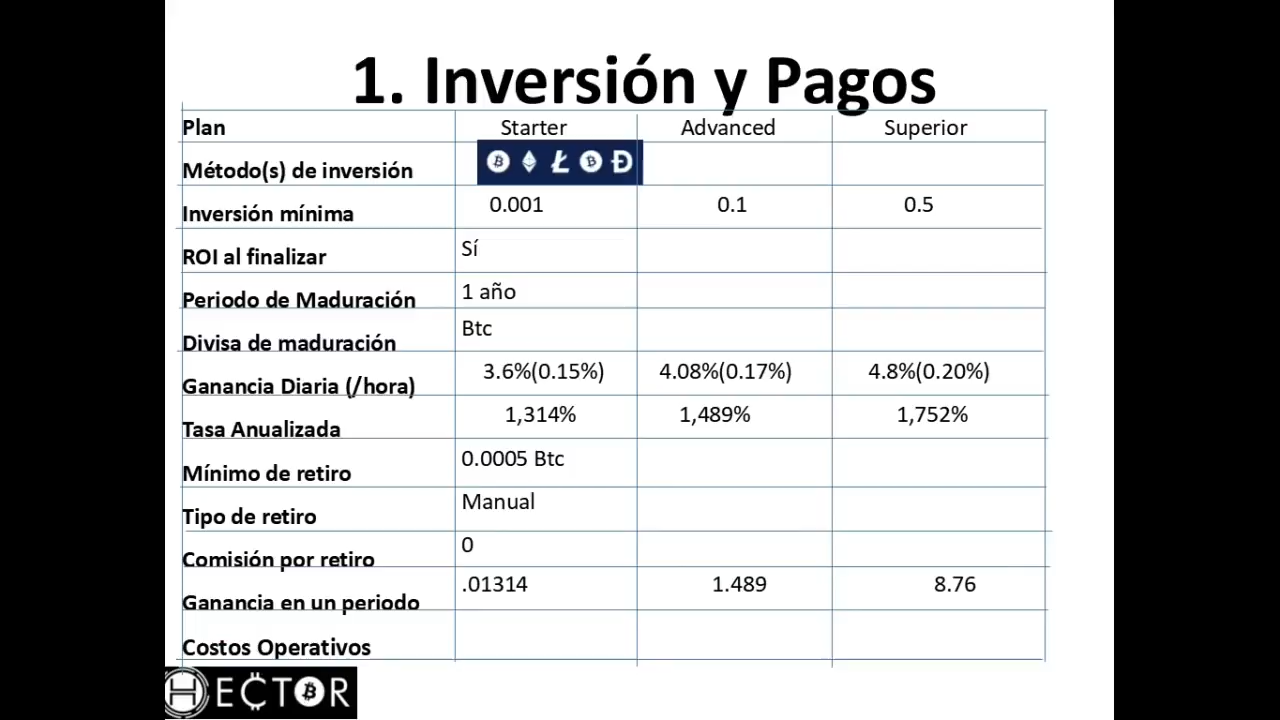 1. Inversión y Pagos
Plan Starter Advanced Superior
Método(s) de inversión
Inversión mínima 0.001 0.1 0.5
ROI al finalizar Sí
Periodo de Maduración 1 año
Divisa de maduración Btc
Ganancia Diaria (/hora) 3.6%(0.15%) 4.08%(0.17%) 4.8%(0.20%)
Tasa Anualizada 1,314% 1,489% 1,752%
Mínimo de retiro 0.0005 Btc
Tipo de retiro Manual
Comisión por retiro 0
Ganancia en un periodo .01314 1.489 8.76
Costos Operativos
HECTOR